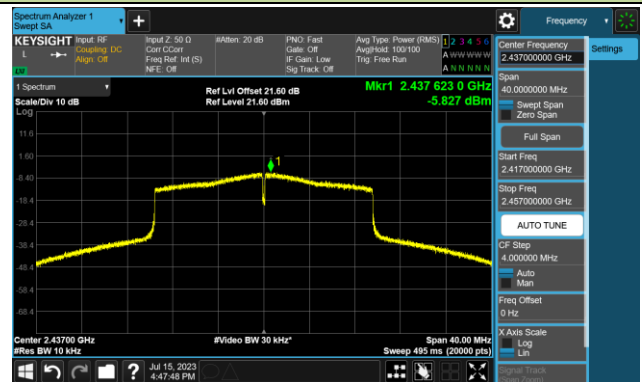 Spectrum Analyzer 1
Swept SA
Frequency
KEYSIGHT
L
Input: RF
Coupling: DC
Align: Off
Input Z: 50 Ω
Corr CCorr
Freq Ref: Int (S)
NFE: Off
#Atten: 20 dB
PNO: Fast
Gate: Off
IF Gain: Low
Sig Track: Off
Avg Type: Power (RMS)
Avg|Hold: 100/100
Trig: Free Run
1 2 3 4 5 6
A W W W W W
A N N N N N
1 Spectrum
Scale/Div 10 dB
Log
Ref Lvl Offset 21.60 dB
Ref Level 21.60 dBm
Mkr1 2.437 623 0 GHz
-5.827 dBm
11.6
1.60
-8.40
-18.4
-28.4
-38.4
-48.4
-58.4
-68.4
1
Center 2.43700 GHz
#Res BW 10 kHz
#Video BW 30 kHz*
Span 40.00 MHz
Sweep 495 ms (20000 pts)
Center Frequency
2.437000000 GHz
Settings
Span
40.0000000 MHz
Swept Span
Zero Span
Full Span
Start Freq
2.417000000 GHz
Stop Freq
2.457000000 GHz
AUTO TUNE
CF Step
4.000000 MHz
Auto
Man
Freq Offset
0 Hz
X Axis Scale
Log
Lin
Signal Track
(Span Zoom)
Jul 15, 2023
4:47:48 PM